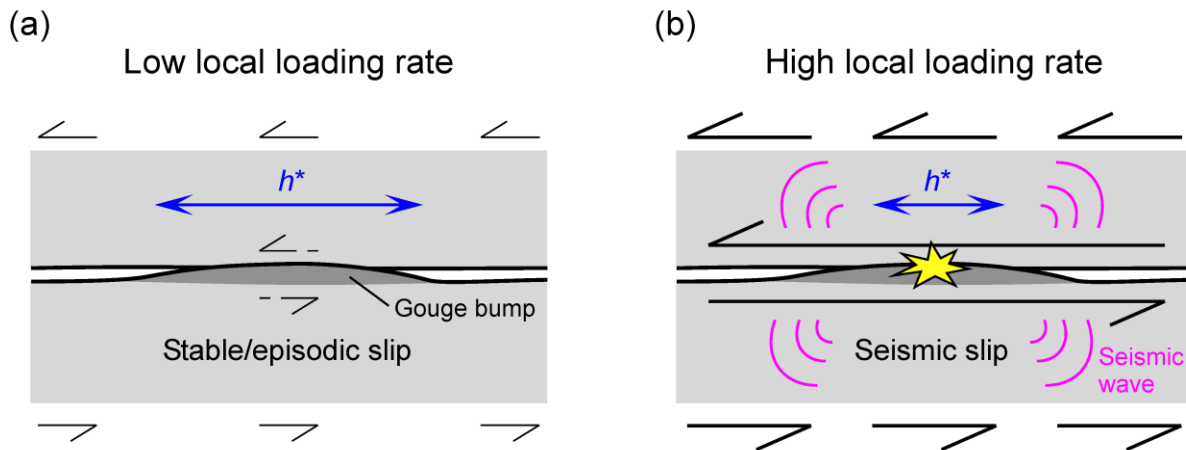 (a)
Low local loading rate
h*
Gouge bump
Stable/episodic slip
(b)
High local loading rate
h*
Seismic slip
Seismic
wave